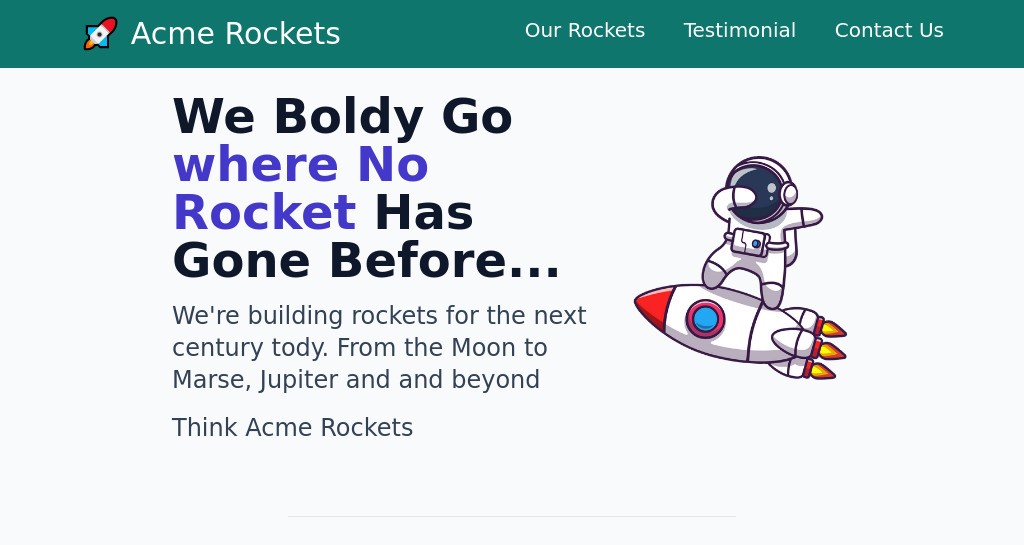 Acme Rockets
Our Rockets
Testimonial
Contact Us
We Boldy Go
where No
Rocket Has
Gone Before...
We're building rockets for the next
century tody. From the Moon to
Marse, Jupiter and and beyond
Think Acme Rockets